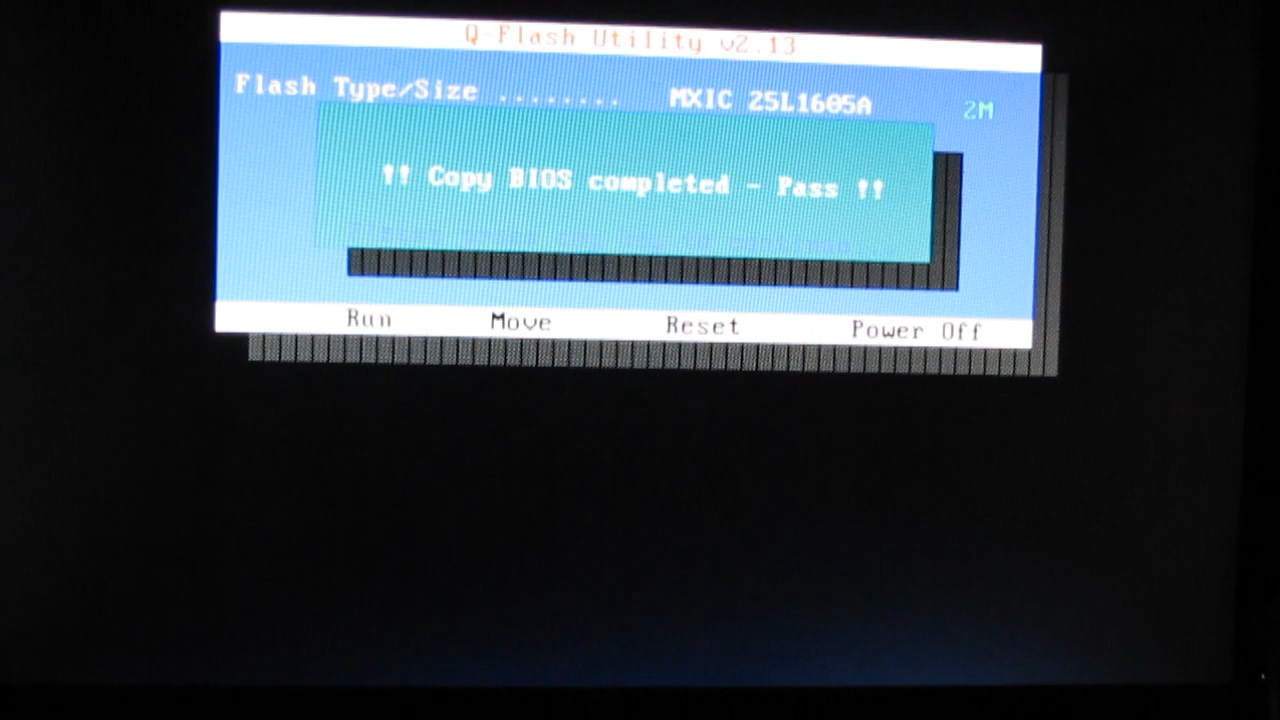 Q-Flash Utility v2.13
Flash Type/Size ........ MXIC 25L1605A 2M
!! Copy BIOS completed - Pass !!
Run Move Reset Power Off